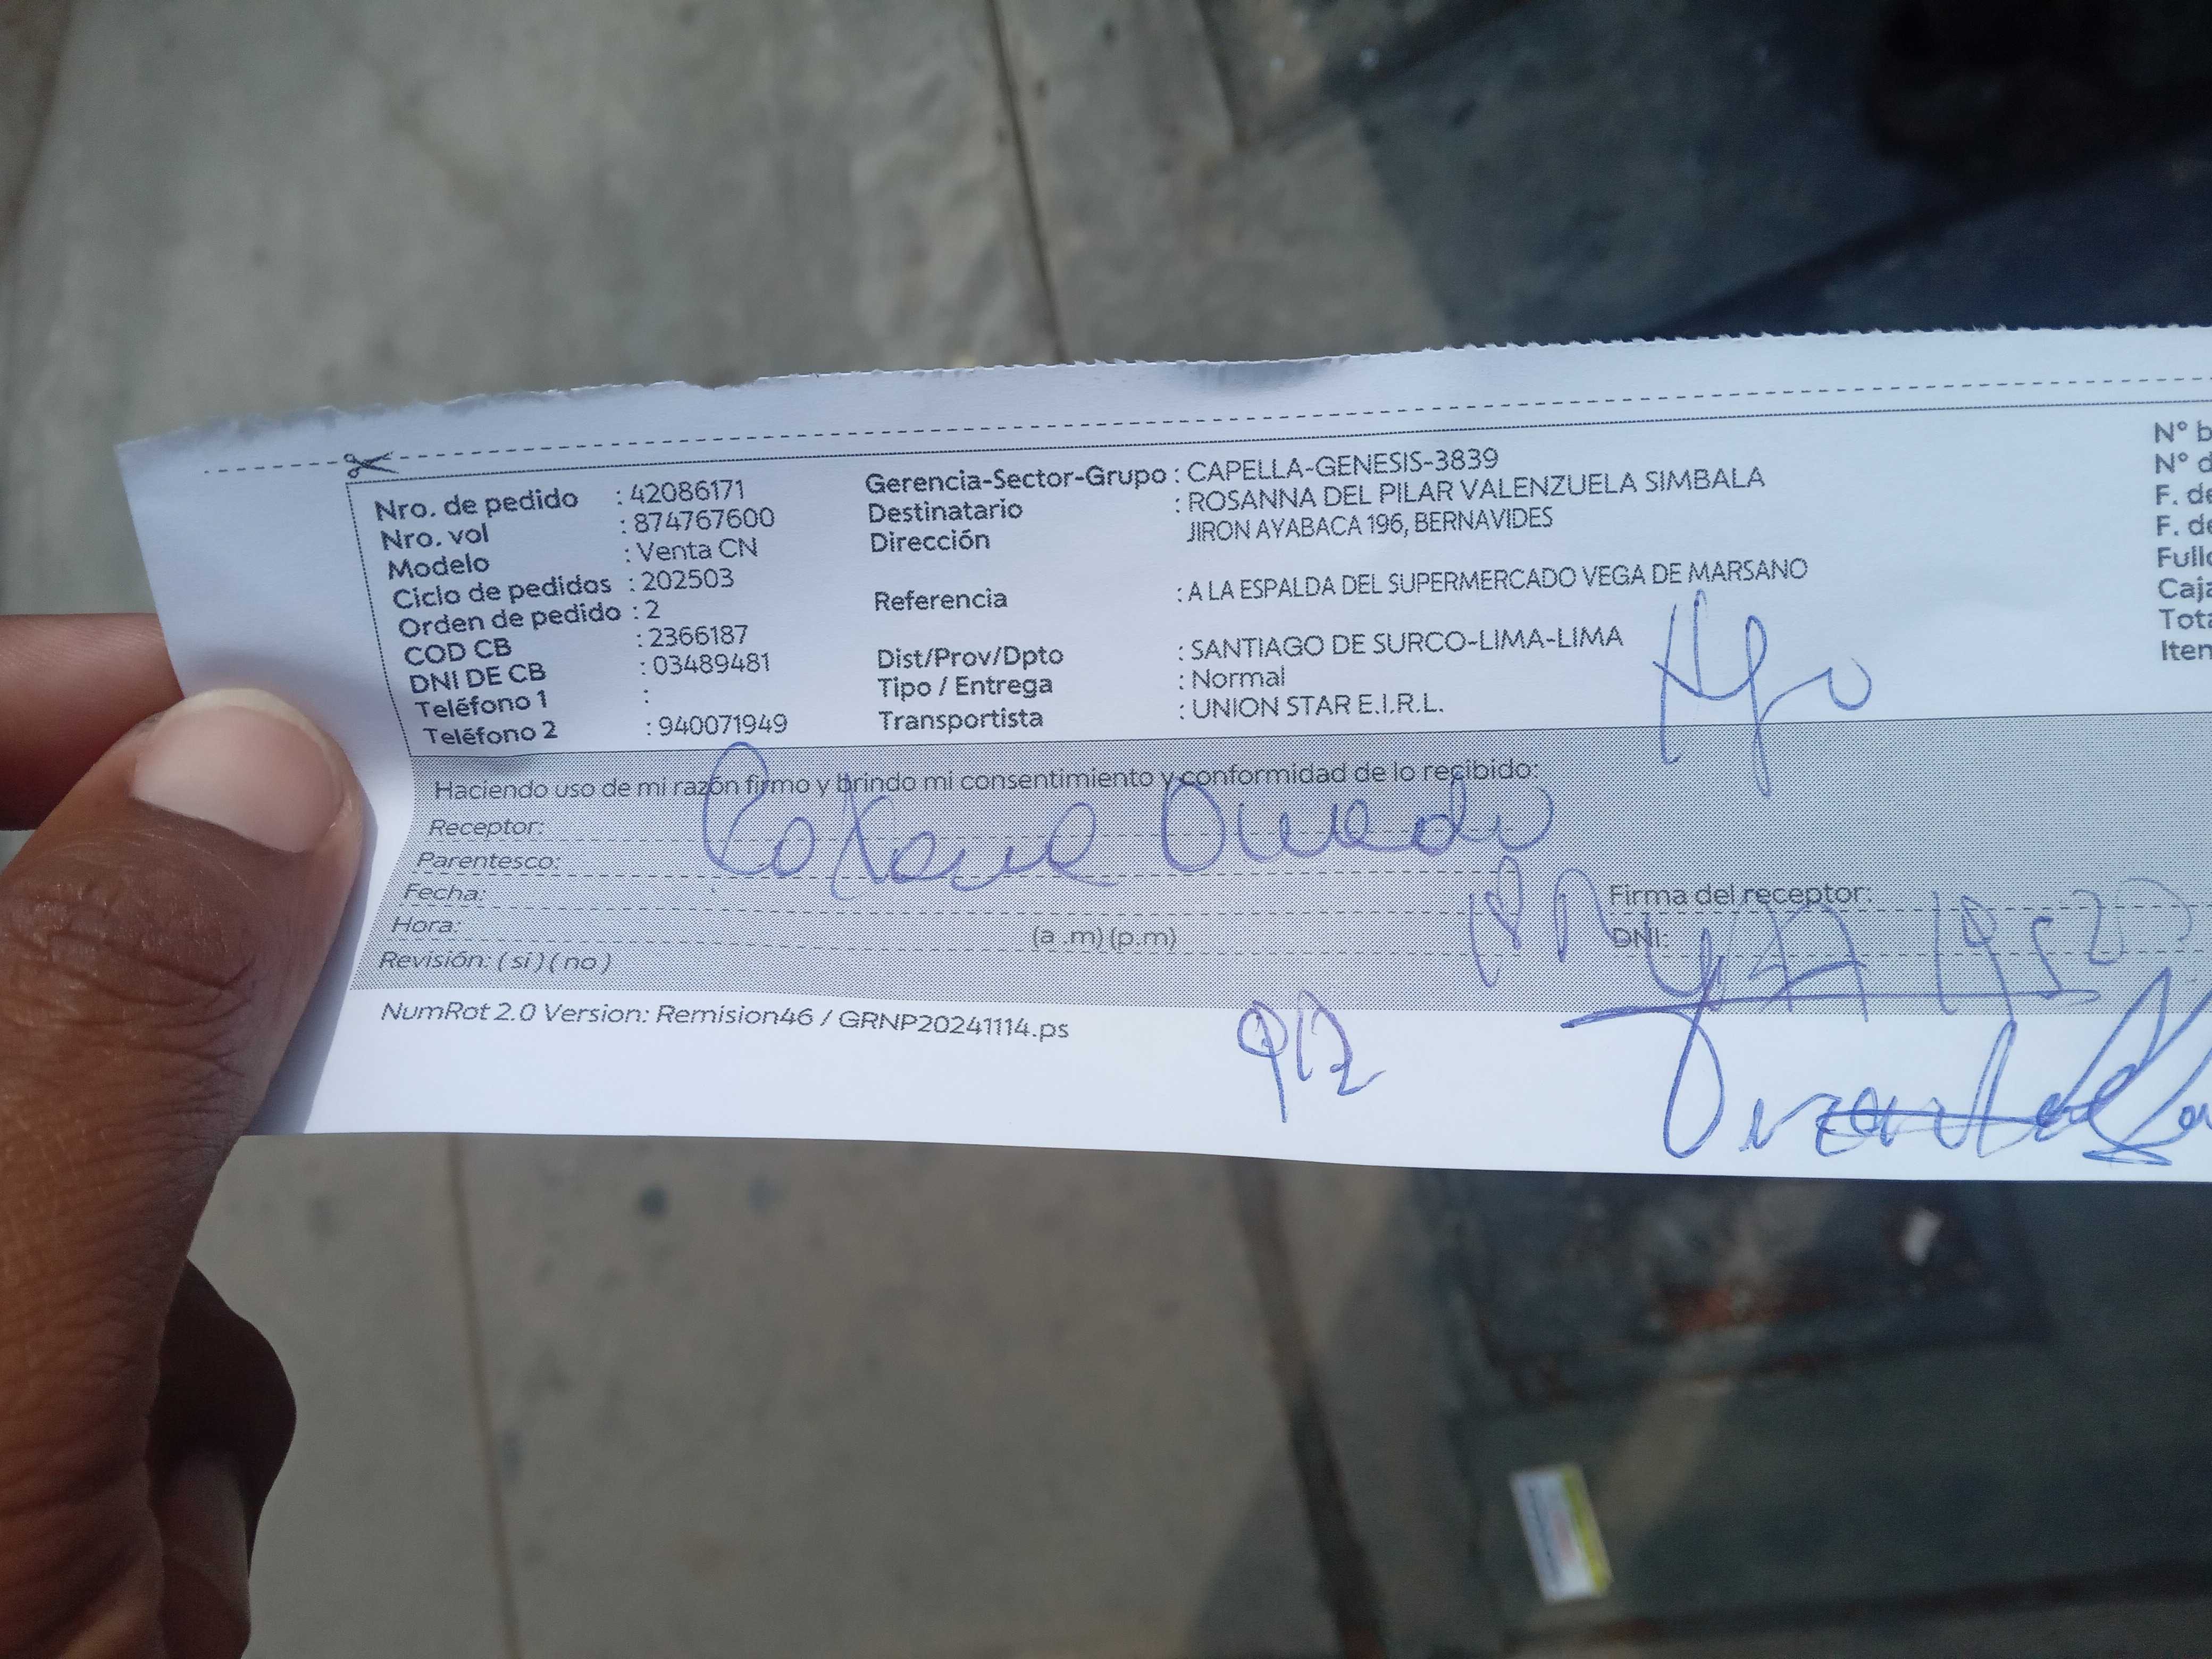 Nro. de pedido : 42086171
Nro. vol : 874767600
Modelo : Venta CN
Ciclo de pedidos : 202503
Orden de pedido : 2
COD CB : 2366187
DNI DE CB : 03489481
Teléfono 1 :
Teléfono 2 : 940071949
Gerencia-Sector-Grupo : CAPELLA-GENESIS-3839
Destinatario : ROSANNA DEL PILAR VALENZUELA SIMBALA
Dirección JIRON AYABACA 196, BERNAVIDES
Referencia : A LA ESPALDA DEL SUPERMERCADO VEGA DE MARSANO
Dist/Prov/Dpto : SANTIAGO DE SURCO-LIMA-LIMA
Tipo / Entrega : Normal
Transportista : UNION STAR E.I.R.L.
N° b
N° d
F. de
F. de
Caja
Tota
Haciendo uso de mi razón firmo y brindo mi consentimiento y conformidad de lo recibido:
Receptor:
Parentesco:
Fecha:
Firma del receptor:
Hora: (a .m) (p.m) DNI:
Revisión: ( si ) ( no )
NumRot 2.0 Version: Remision46 / GRNP20241114.ps